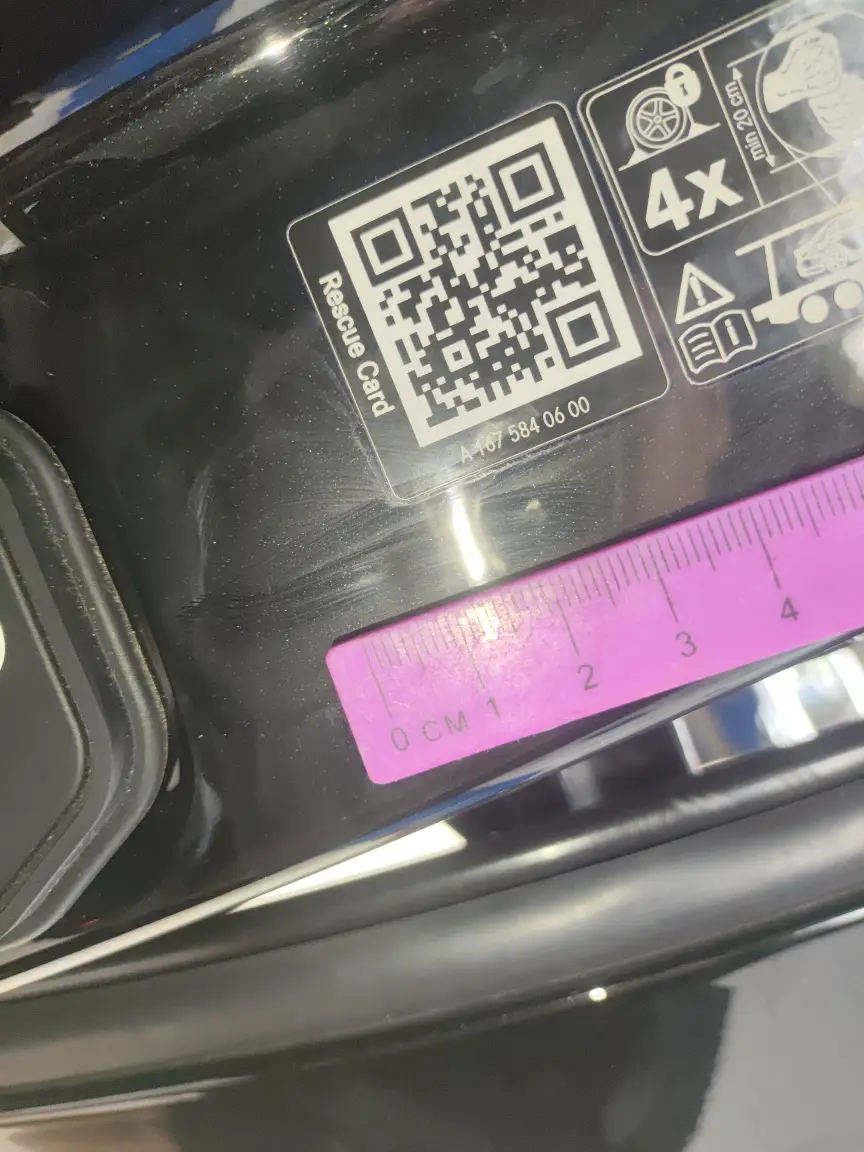 Rescue Card
A 167 584 06 00
4x
min 20 cm
0 CM 1 2 3 4